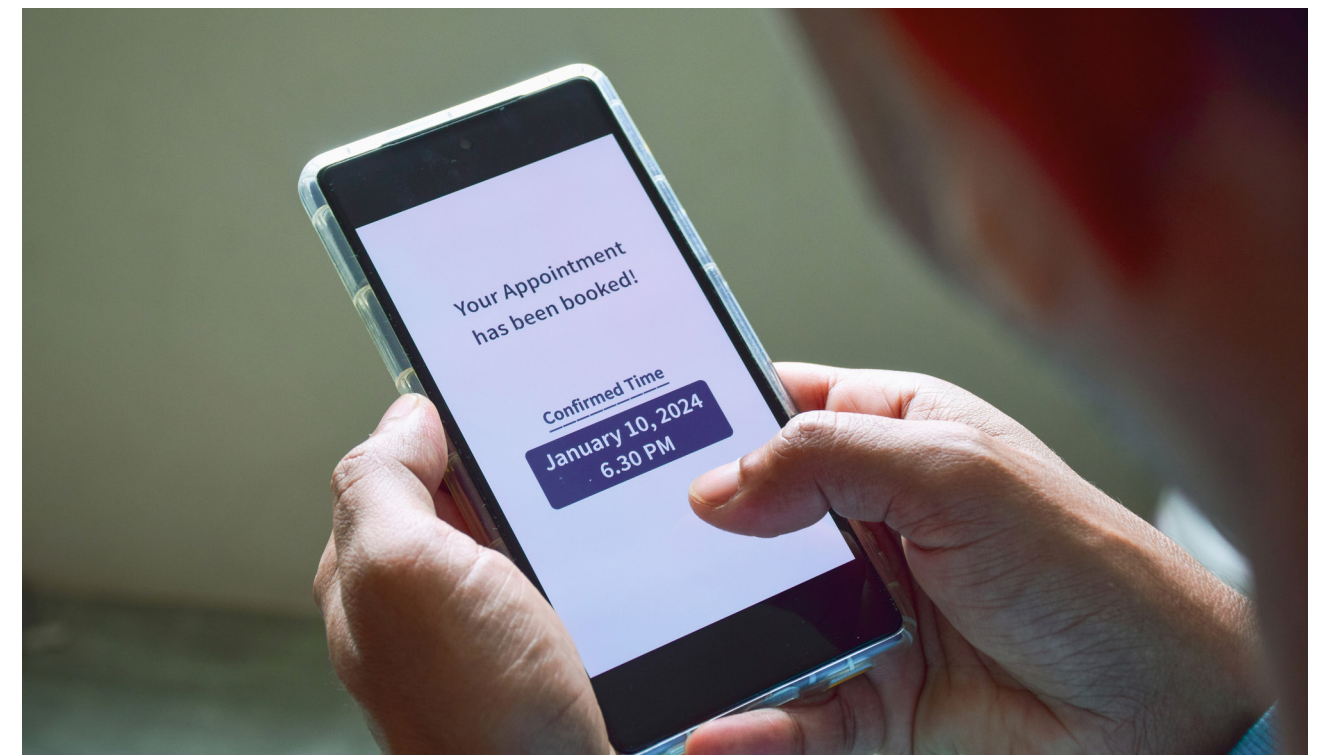 Your Appointment
has been booked!
Confirmed Time
January 10, 2024
6.30 PM